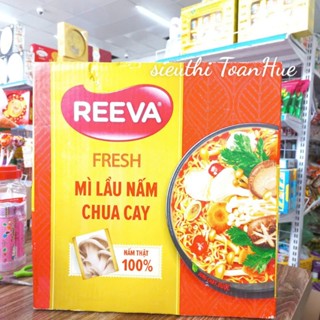 sieuthi ToanHue
REEVA
FRESH
MÌ LẨU NẤM
CHUA CAY
NẤM THẬT
100%